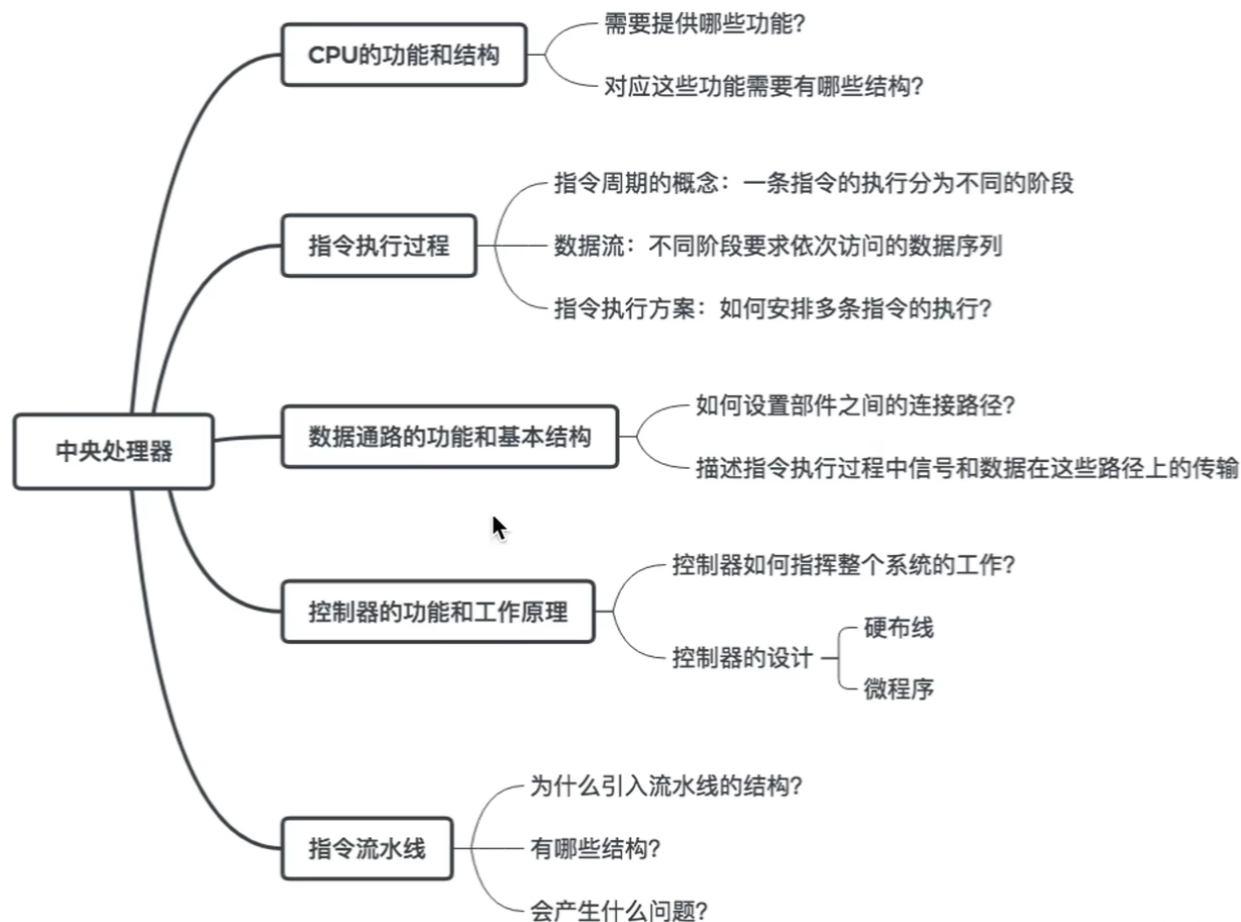 中央处理器
CPU的功能和结构
需要提供哪些功能?
对应这些功能需要有哪些结构?
指令执行过程
指令周期的概念：一条指令的执行分为不同的阶段
数据流：不同阶段要求依次访问的数据序列
指令执行方案：如何安排多条指令的执行?
数据通路的功能和基本结构
如何设置部件之间的连接路径?
描述指令执行过程中信号和数据在这些路径上的传输
控制器的功能和工作原理
控制器如何指挥整个系统的工作?
控制器的设计
硬布线
微程序
指令流水线
为什么引入流水线的结构?
有哪些结构?
会产生什么问题?